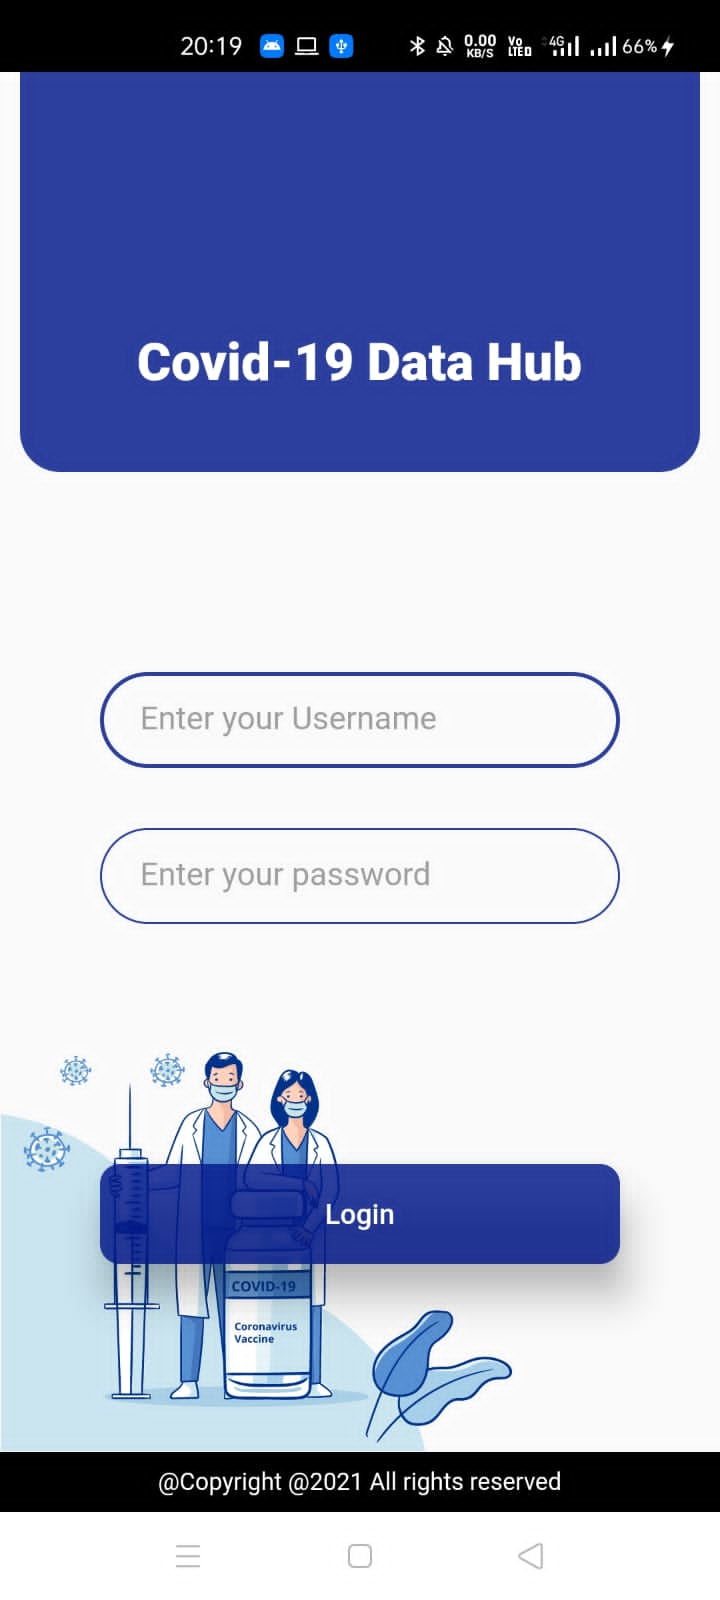 20:19 0.00 KB/S Vo LTED 4G 66%
Covid-19 Data Hub
Enter your Username
Enter your password
Login
COVID-19
Coronavirus
Vaccine
@Copyright @2021 All rights reserved